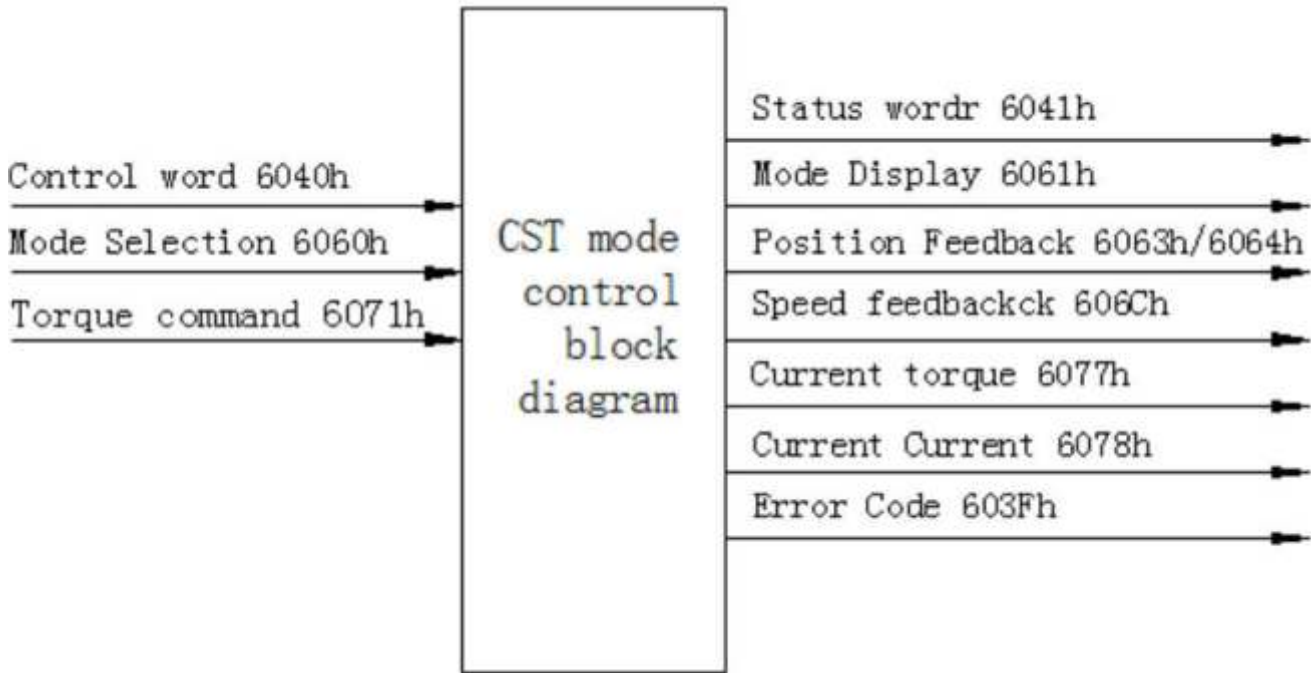 Control word 6040h
Mode Selection 6060h
Torque command 6071h
CST mode
control
block
diagram
Status wordr 6041h
Mode Display 6061h
Position Feedback 6063h/6064h
Speed feedbackck 606Ch
Current torque 6077h
Current Current 6078h
Error Code 603Fh